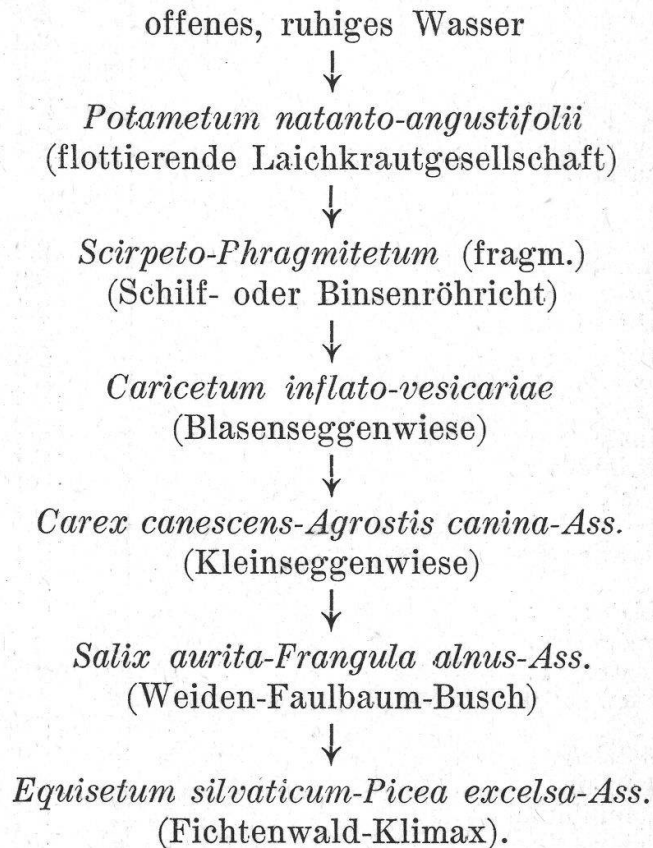 offenes, ruhiges Wasser
↓
Potametum natanto-angustifolii
(flottierende Laichkrautgesellschaft)
↓
Scirpeto-Phragmitetum (fragm.)
(Schilf- oder Binsenröhricht)
↓
Caricetum inflato-vesicariae
(Blasenseggenwiese)
↓
Carex canescens-Agrostis canina-Ass.
(Kleinseggenwiese)
↓
Salix aurita-Frangula alnus-Ass.
(Weiden-Faulbaum-Busch)
↓
Equisetum silvaticum-Picea excelsa-Ass.
(Fichtenwald-Klimax).